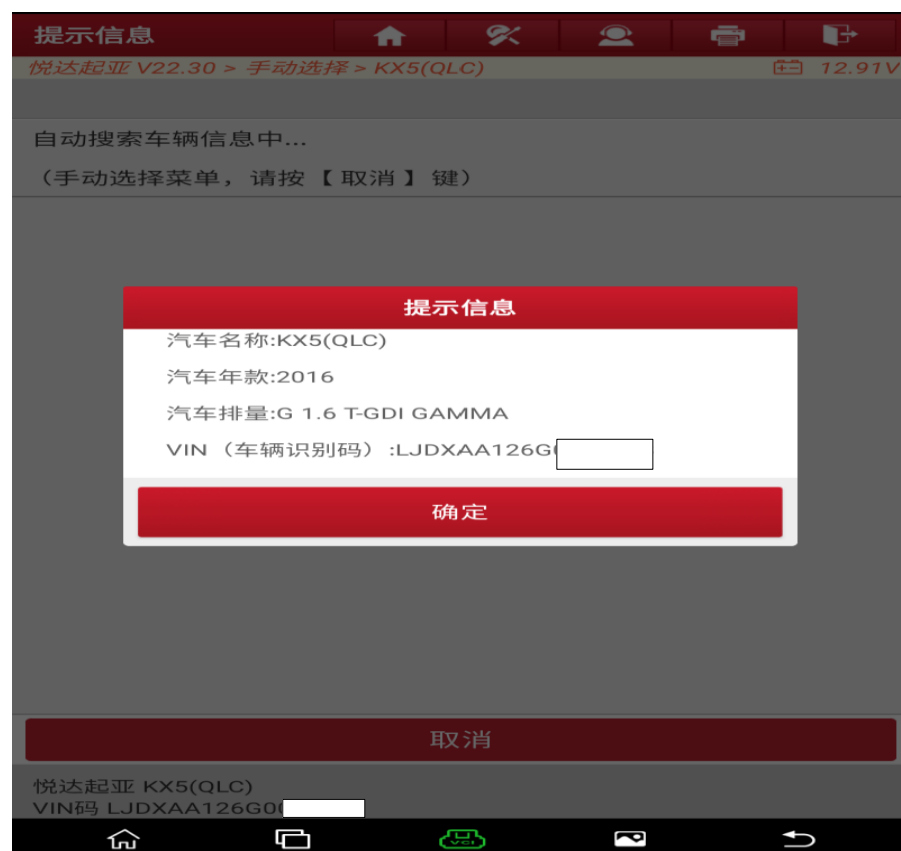 提示信息
悦达起亚 V22.30 > 手动选择 > KX5(QLC) 12.91V
自动搜索车辆信息中...
（手动选择菜单，请按【取消】键）
提示信息
汽车名称:KX5(QLC)
汽车年款:2016
汽车排量:G 1.6 T-GDI GAMMA
VIN（车辆识别码）:LJDXAA126G
确定
取消
悦达起亚 KX5(QLC)
VIN码 LJDXAA126G0
VCI